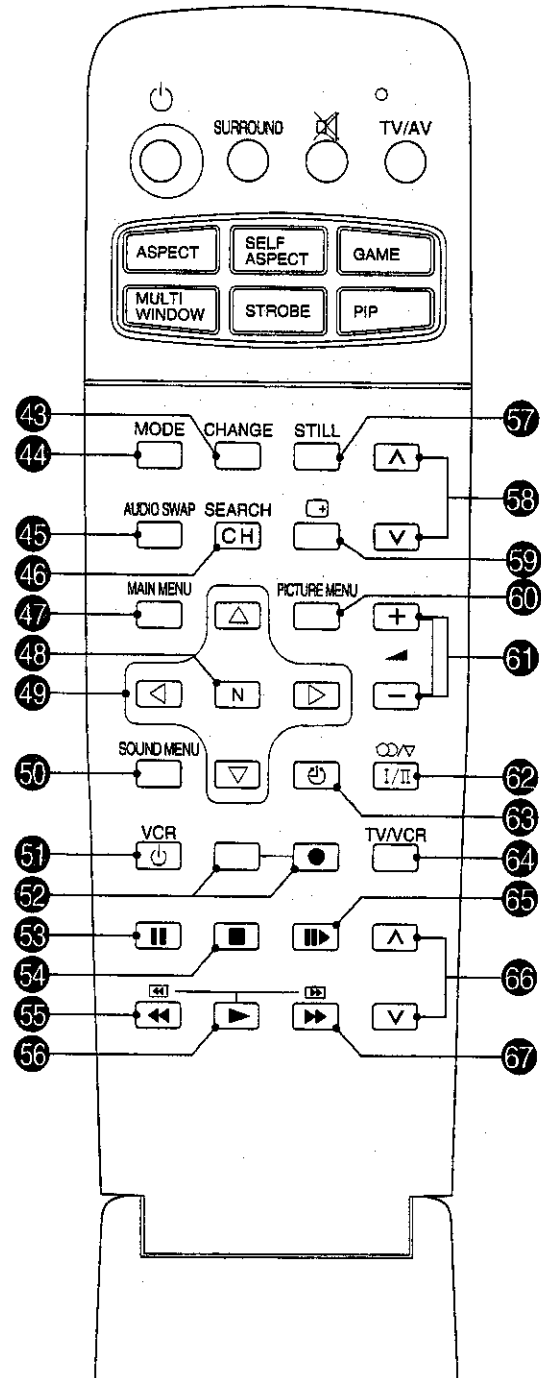 SURROUND
TV/AV
ASPECT
SELF
ASPECT
GAME
MULTI
WINDOW
STROBE
PIP
43
44
MODE
CHANGE
STILL
57
58
45
46
AUDIO SWAP
SEARCH
CH
59
47
MAIN MENU
PICTURE MENU
60
+
61
48
49
N
−
50
SOUND MENU
I/II
62
63
51
VCR
TV/VCR
64
52
65
53
54
66
55
56
67